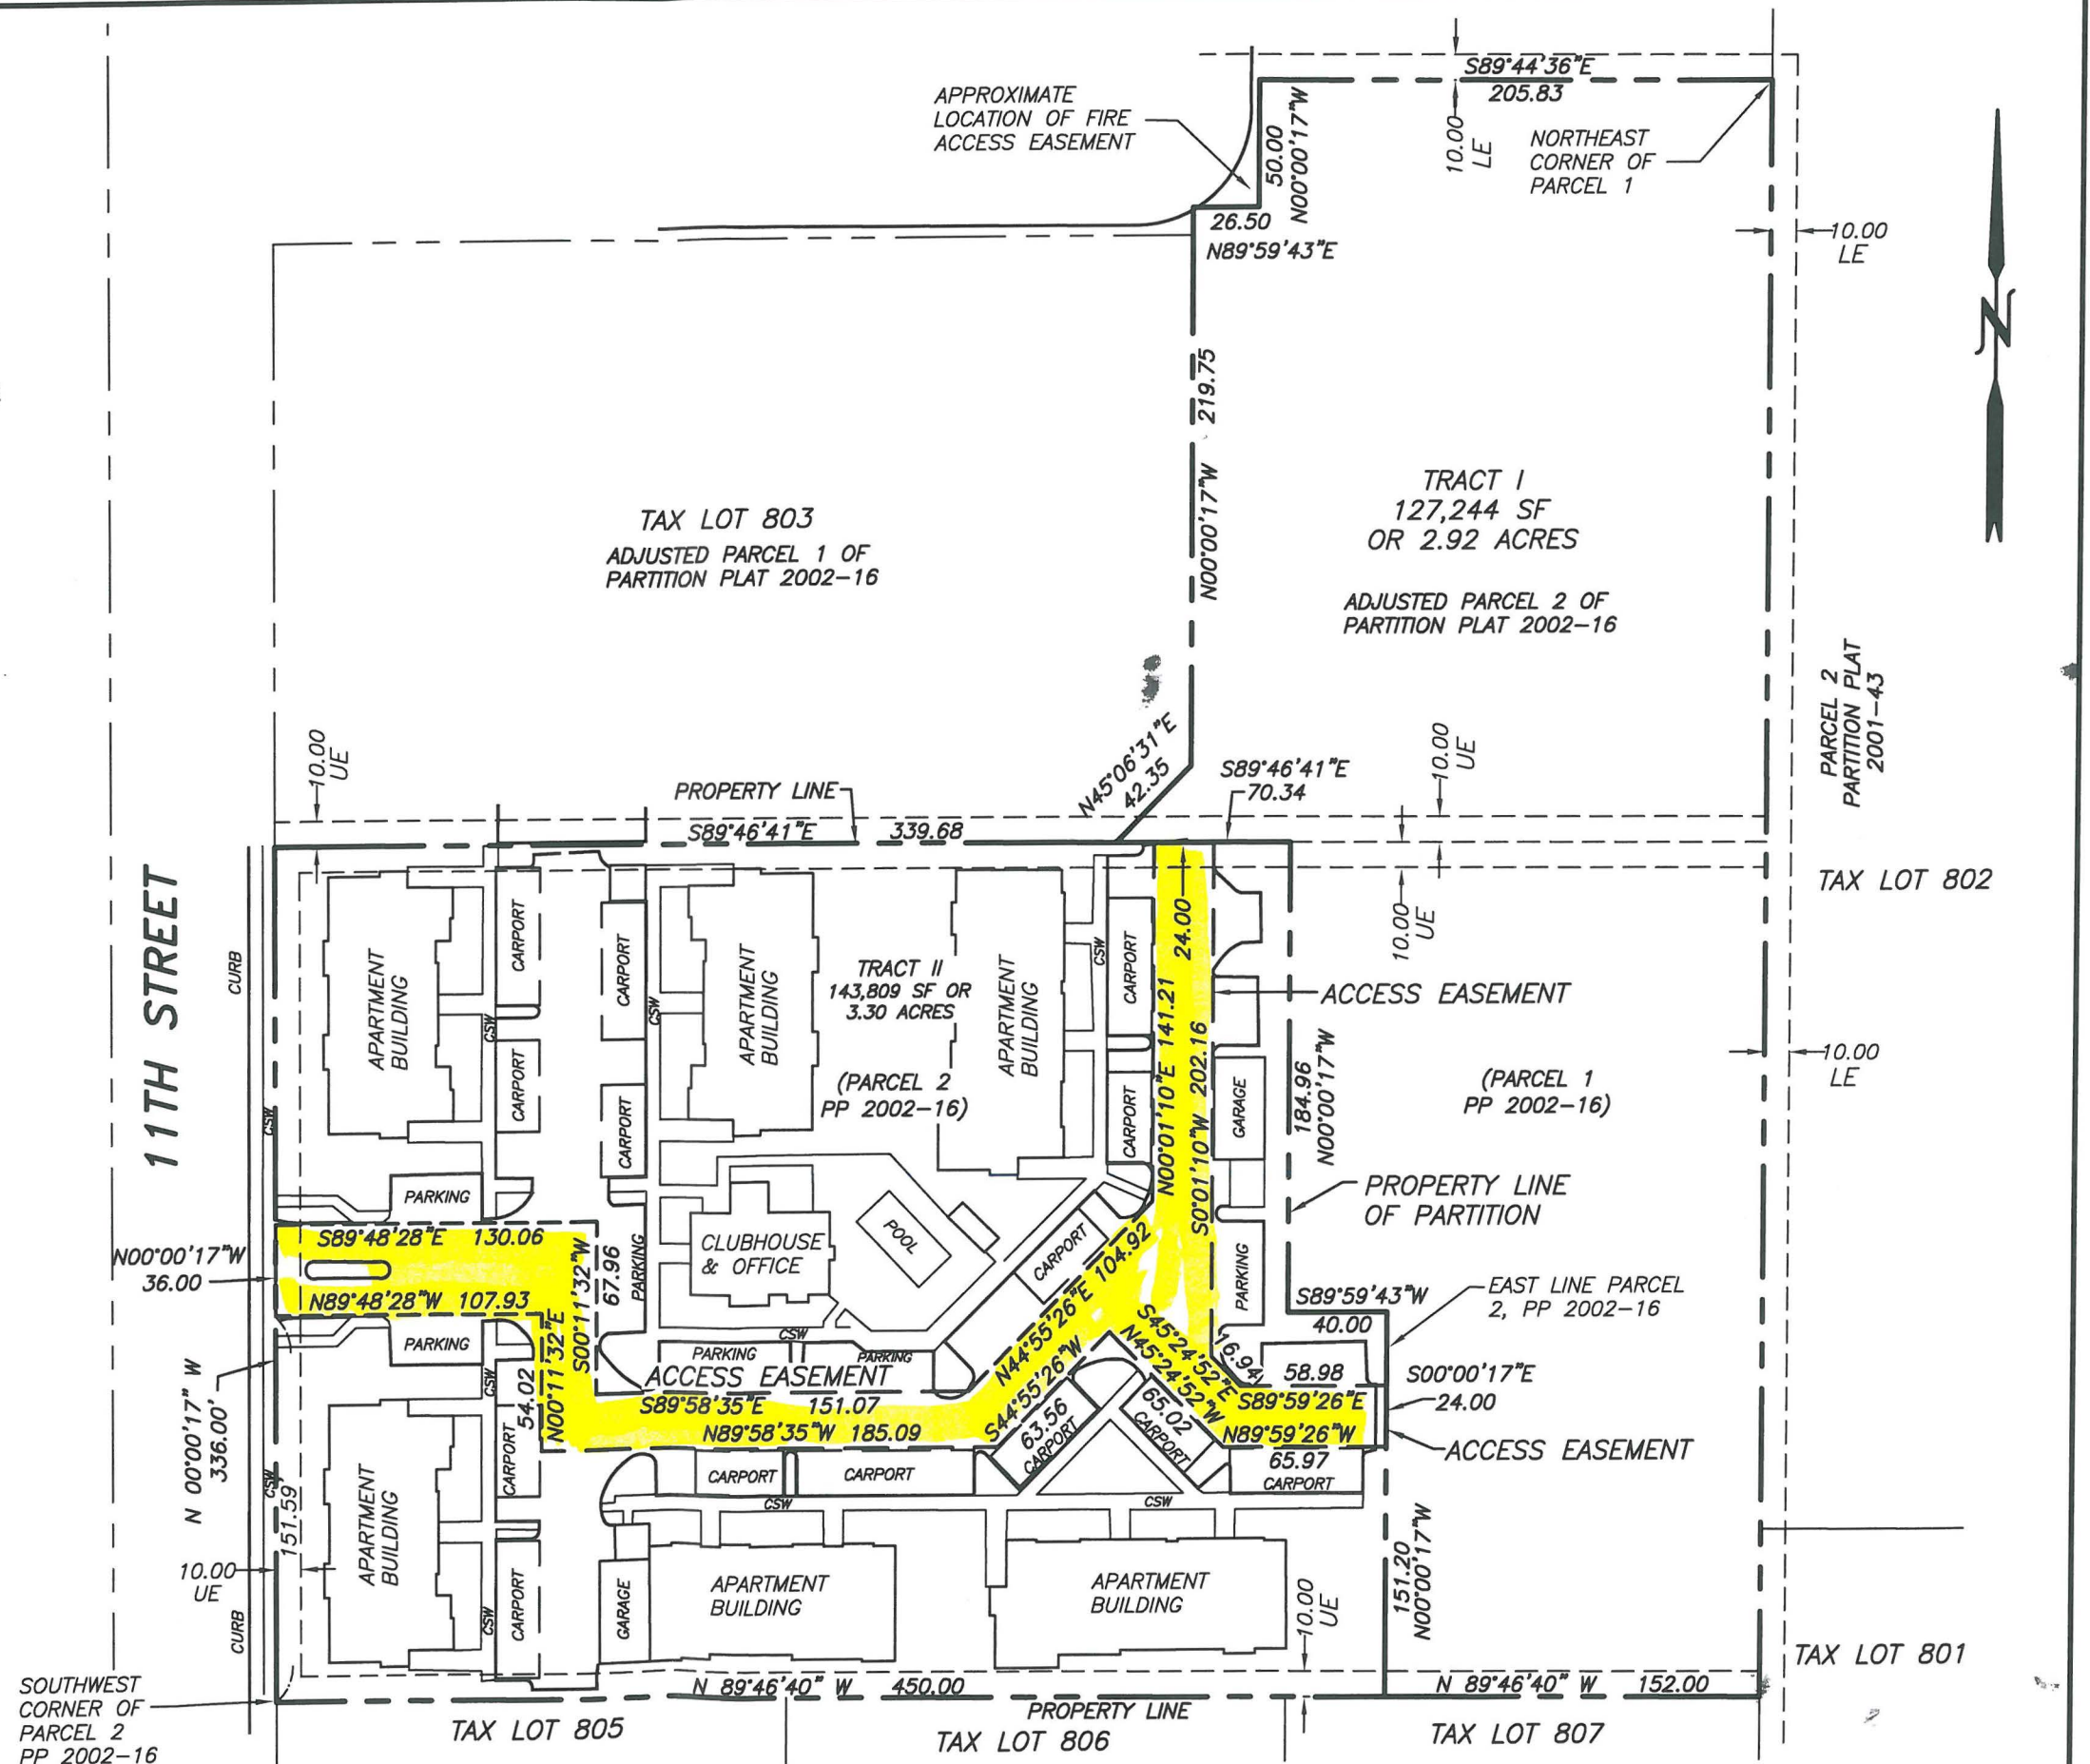 S89°44'36"E
205.83
APPROXIMATE
LOCATION OF FIRE
ACCESS EASEMENT
50.00
N00°00'17"W
10.00
LE
NORTHEAST
CORNER OF
PARCEL 1
26.50
N89°59'43"E
10.00
LE
N
N00°00'17"W 219.75
TRACT I
127,244 SF
OR 2.92 ACRES
ADJUSTED PARCEL 2 OF
PARTITION PLAT 2002-16
TAX LOT 803
ADJUSTED PARCEL 1 OF
PARTITION PLAT 2002-16
PARCEL 2
PARTITION PLAT
2001-43
10.00
UE
PROPERTY LINE
S89°46'41"E 339.68
N45°06'31"E
42.35
S89°46'41"E
70.34
10.00
UE
TAX LOT 802
11TH STREET
CURB
APARTMENT
BUILDING
CARPORT
CARPORT
CSW
APARTMENT
BUILDING
TRACT II
143,809 SF OR
3.30 ACRES
APARTMENT
BUILDING
CSW
CARPORT
24.00
10.00
UE
ACCESS EASEMENT
CSW
CARPORT
CARPORT
(PARCEL 2
PP 2002-16)
CARPORT
N00°01'10"E 141.21
S0°01'10"W 202.16
GARAGE
184.96
N00°00'17"W
(PARCEL 1
PP 2002-16)
10.00
LE
CSW
PARKING
PROPERTY LINE
OF PARTITION
N00°00'17"W
36.00
S89°48'28"E 130.06
N89°48'28"W 107.93
S00°11'32"W
67.96
PARKING
CLUBHOUSE
& OFFICE
POOL
CARPORT
N44°55'26"E 104.92
PARKING
S89°59'43"W
40.00
EAST LINE PARCEL
2, PP 2002-16
PARKING
N00°11'32"E
54.02
CSW
PARKING
PARKING
CSW
ACCESS EASEMENT
S44°55'26"W
63.56
S45°24'52"E
16.94
N45°24'52"W
65.02
58.98
S89°59'26"E
S00°00'17"E
24.00
S89°58'35"E 151.07
N89°58'35"W 185.09
N89°59'26"W
65.97
ACCESS EASEMENT
N 00°00'17" W
336.00'
CSW
151.59'
CARPORT
CARPORT
CARPORT
CARPORT
CARPORT
CARPORT
CSW
CSW
APARTMENT
BUILDING
10.00
UE
CURB
CSW
CARPORT
GARAGE
APARTMENT
BUILDING
APARTMENT
BUILDING
10.00
UE
151.20
N00°00'17"W
TAX LOT 801
SOUTHWEST
CORNER OF
PARCEL 2
PP 2002-16
N 89°46'40" W 450.00
PROPERTY LINE
N 89°46'40" W 152.00
TAX LOT 805
TAX LOT 806
TAX LOT 807